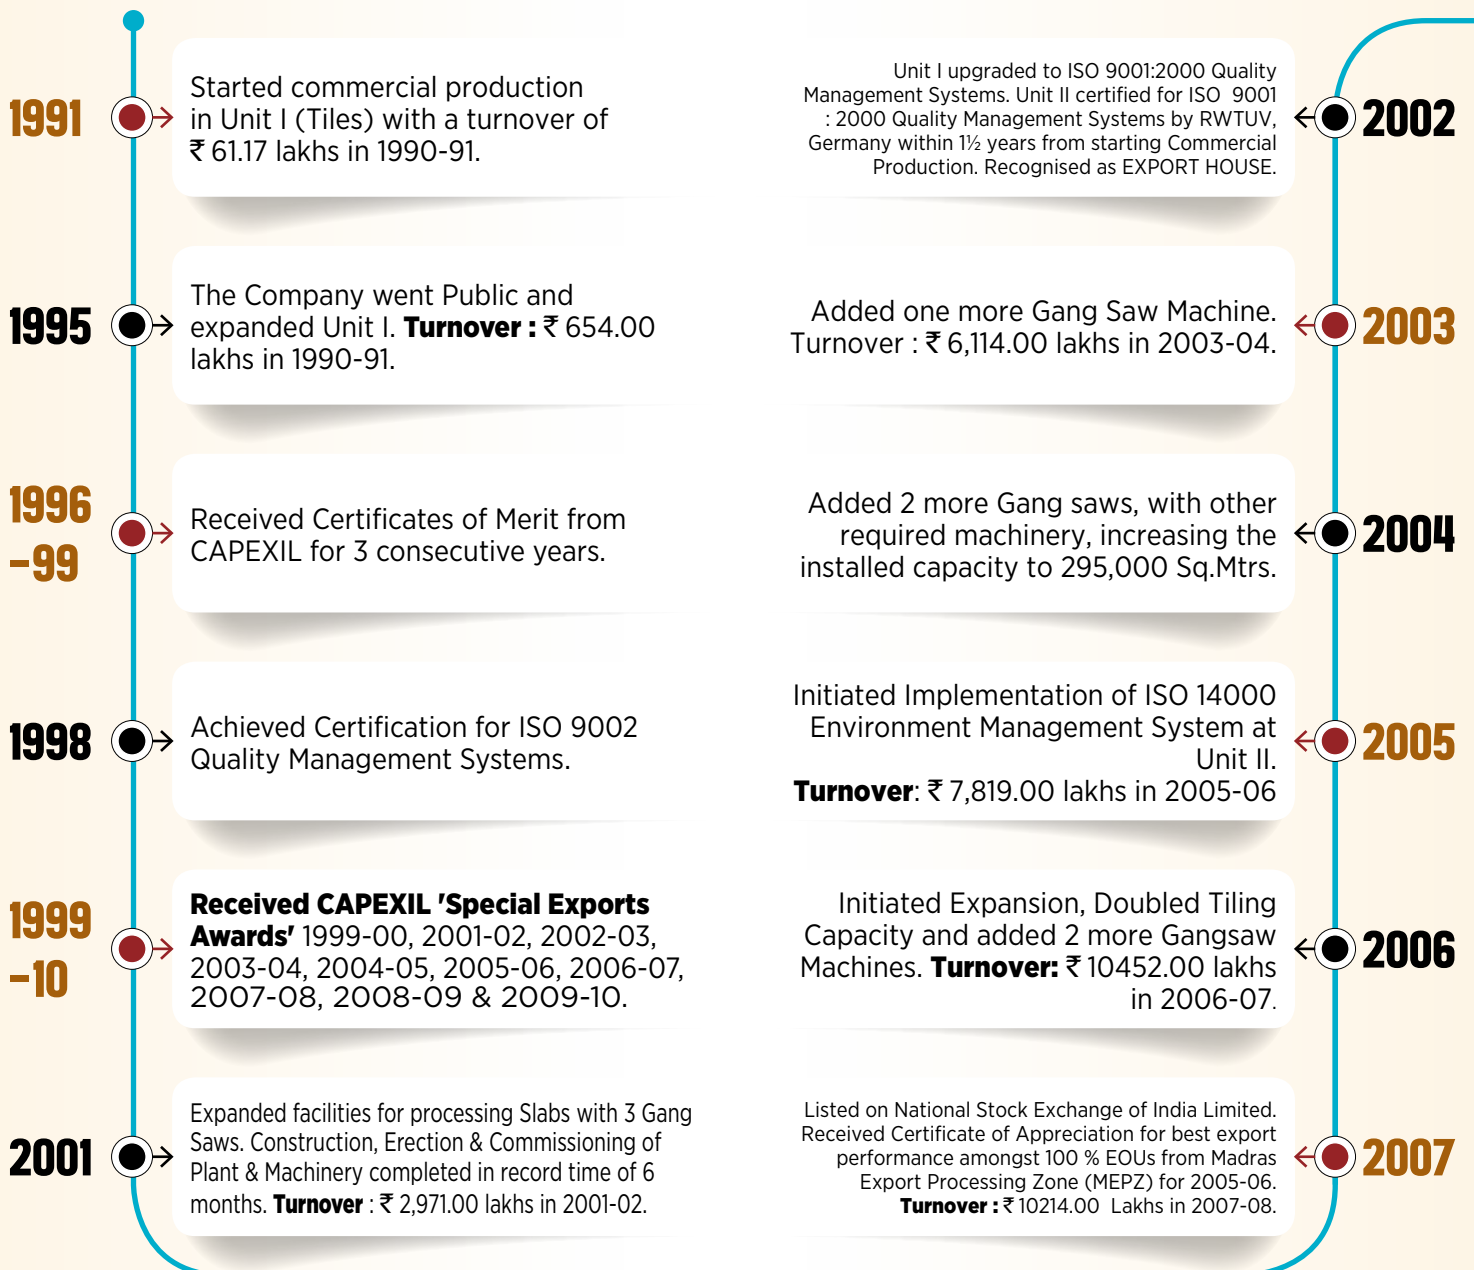 1991
Started commercial production
in Unit I (Tiles) with a turnover of
₹ 61.17 lakhs in 1990-91.
1995
The Company went Public and
expanded Unit I. Turnover : ₹ 654.00
lakhs in 1990-91.
1996
-99
Received Certificates of Merit from
CAPEXIL for 3 consecutive years.
1998
Achieved Certification for ISO 9002
Quality Management Systems.
1999
-10
Received CAPEXIL 'Special Exports
Awards' 1999-00, 2001-02, 2002-03,
2003-04, 2004-05, 2005-06, 2006-07,
2007-08, 2008-09 & 2009-10.
2001
Expanded facilities for processing Slabs with 3 Gang
Saws. Construction, Erection & Commissioning of
Plant & Machinery completed in record time of 6
months. Turnover : ₹ 2,971.00 lakhs in 2001-02.
2002
Unit I upgraded to ISO 9001:2000 Quality
Management Systems. Unit II certified for ISO 9001
: 2000 Quality Management Systems by RWTUV,
Germany within 1½ years from starting Commercial
Production. Recognised as EXPORT HOUSE.
2003
Added one more Gang Saw Machine.
Turnover : ₹ 6,114.00 lakhs in 2003-04.
2004
Added 2 more Gang saws, with other
required machinery, increasing the
installed capacity to 295,000 Sq.Mtrs.
2005
Initiated Implementation of ISO 14000
Environment Management System at
Unit II.
Turnover: ₹ 7,819.00 lakhs in 2005-06
2006
Initiated Expansion, Doubled Tiling
Capacity and added 2 more Gangsaw
Machines. Turnover: ₹ 10452.00 lakhs
in 2006-07.
2007
Listed on National Stock Exchange of India Limited.
Received Certificate of Appreciation for best export
performance amongst 100 % EOUs from Madras
Export Processing Zone (MEPZ) for 2005-06.
Turnover : ₹ 10214.00 Lakhs in 2007-08.